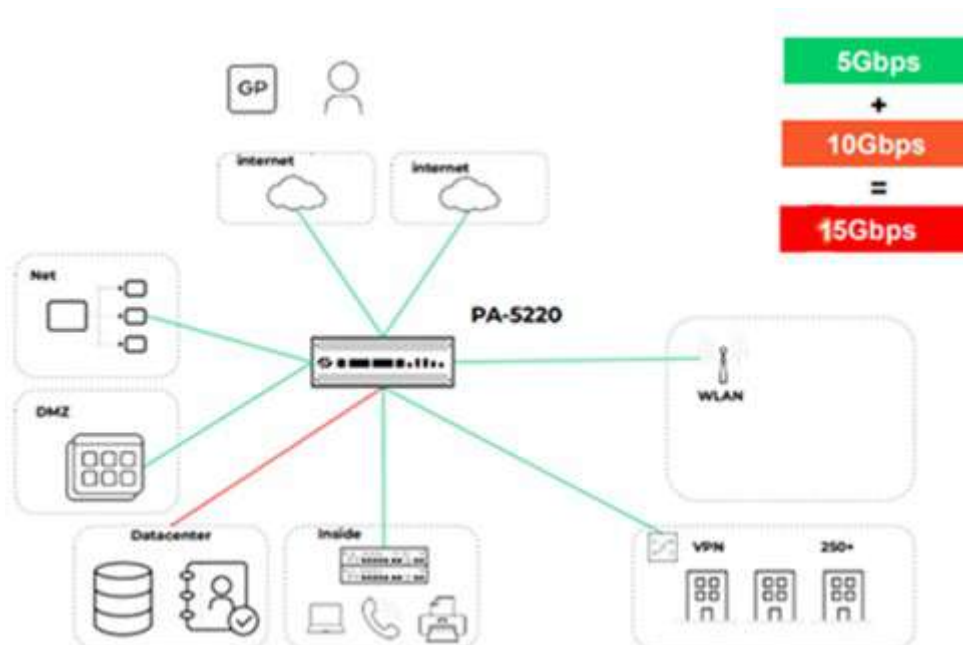 GP
5Gbps
+
10Gbps
=
15Gbps
internet
internet
Net
PA-5220
WLAN
DMZ
Datacenter
Inside
VPN
250+